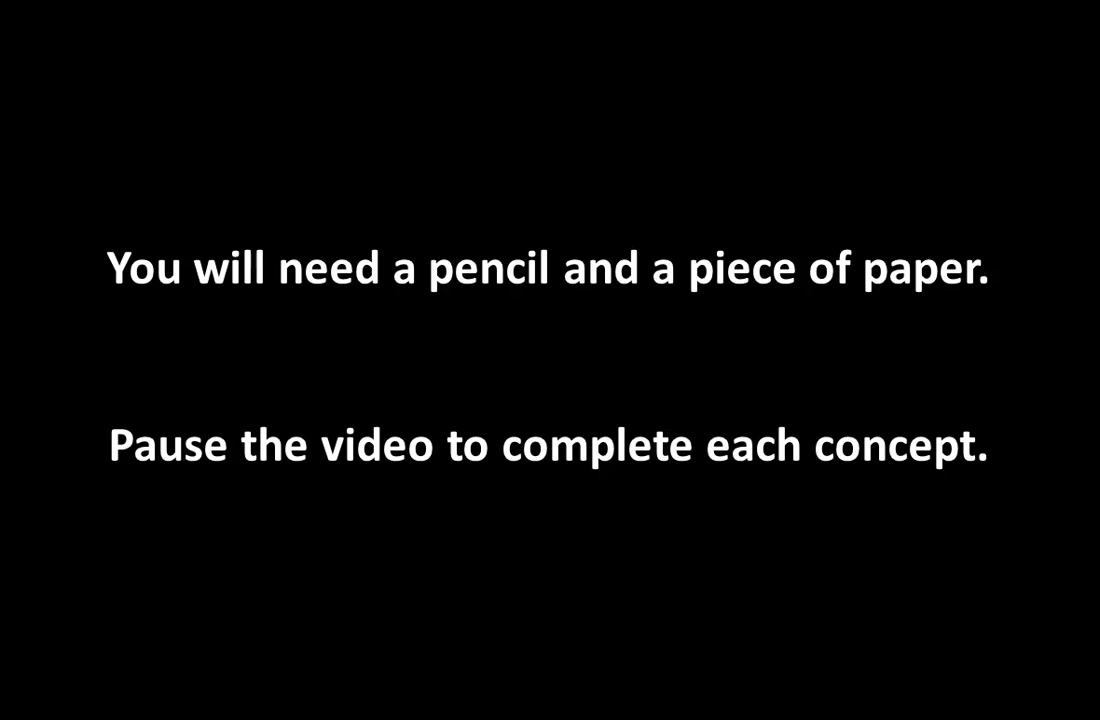 You will need a pencil and a piece of paper.
Pause the video to complete each concept.